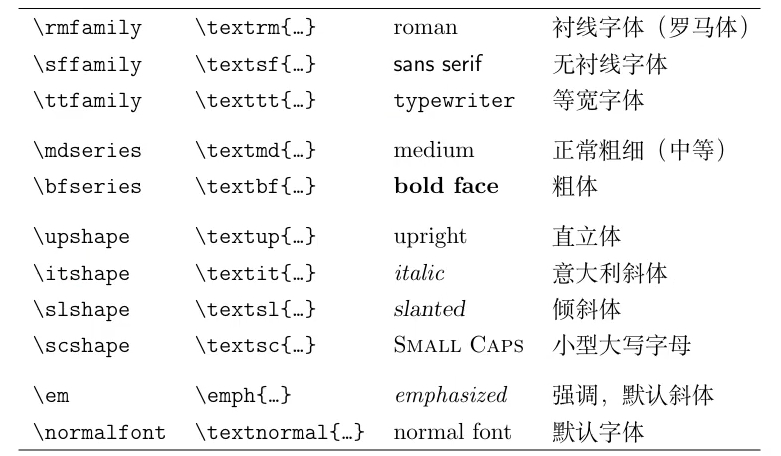 \rmfamily \textrm{…} roman 衬线字体（罗马体）
\sffamily \textsf{…} sans serif 无衬线字体
\ttfamily \texttt{…} typewriter 等宽字体
\mdseries \textmd{…} medium 正常粗细（中等）
\bfseries \textbf{…} bold face 粗体
\upshape \textup{…} upright 直立体
\itshape \textit{…} italic 意大利斜体
\slshape \textsl{…} slanted 倾斜体
\scshape \textsc{…} Small Caps 小型大写字母
\em \emph{…} emphasized 强调，默认斜体
\normalfont \textnormal{…} normal font 默认字体